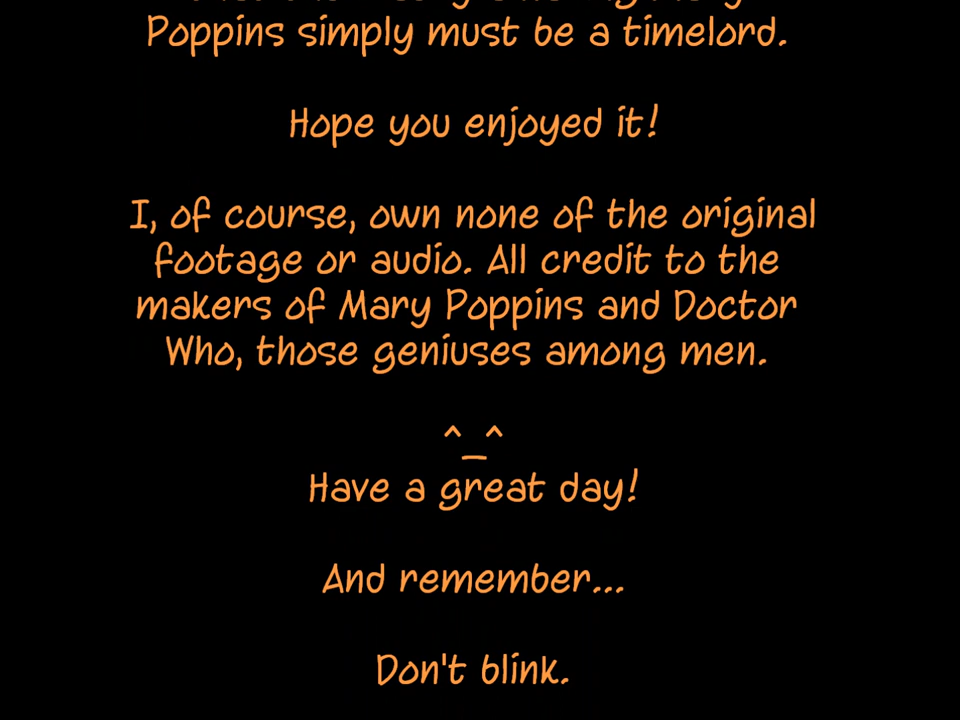 Poppins simply must be a timelord.
Hope you enjoyed it!
I, of course, own none of the original
footage or audio. All credit to the
makers of Mary Poppins and Doctor
Who, those geniuses among men.
^_^
Have a great day!
And remember...
Don't blink.